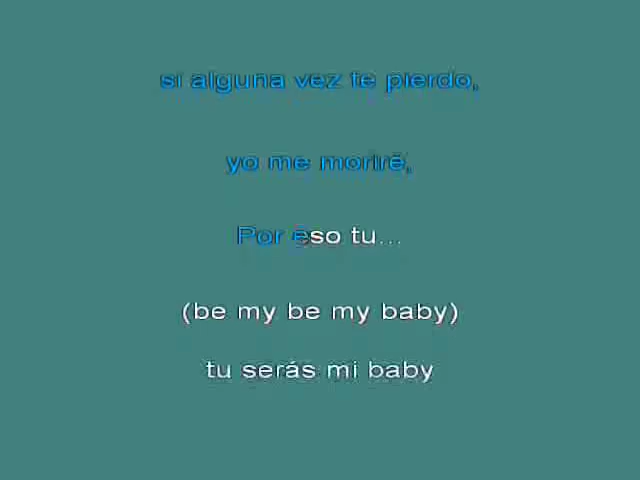 si alguna vez te pierdo,
yo me moriré,
Por eso tu...
(be my be my baby)
tu serás mi baby